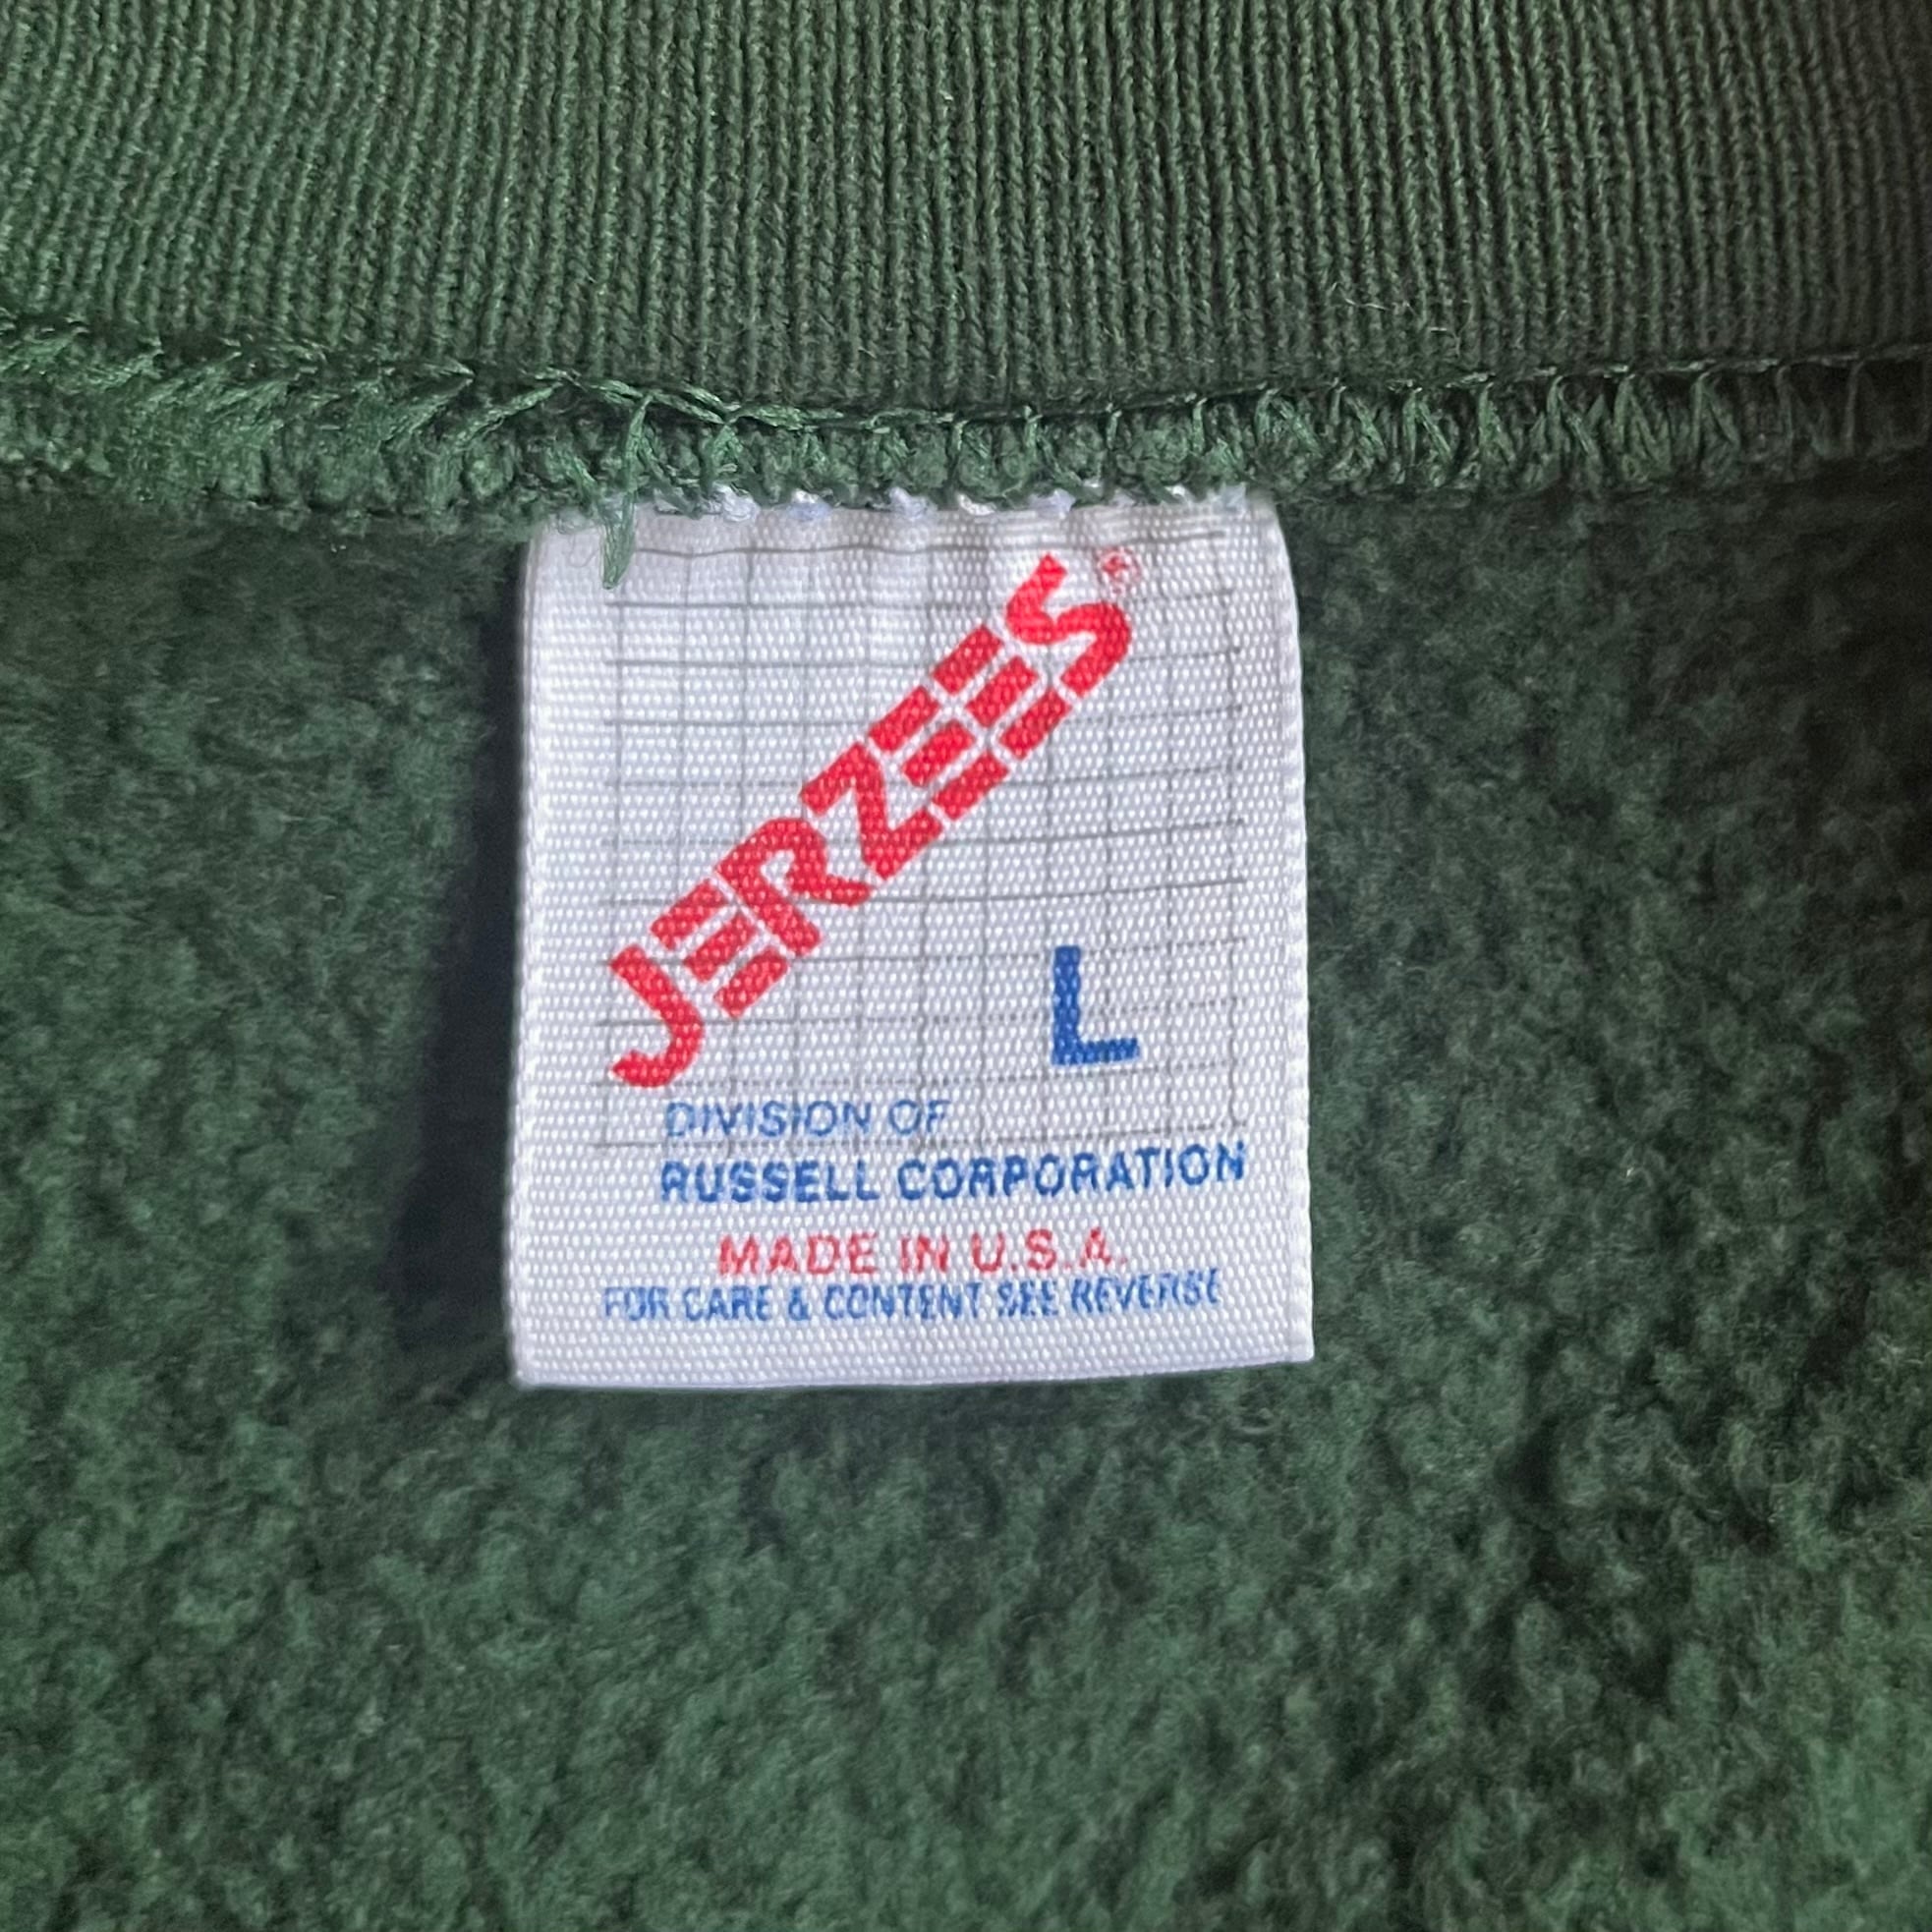 JERZEES®
L
DIVISION OF
RUSSELL CORPORATION
MADE IN U.S.A.
FOR CARE & CONTENT SEE REVERSE